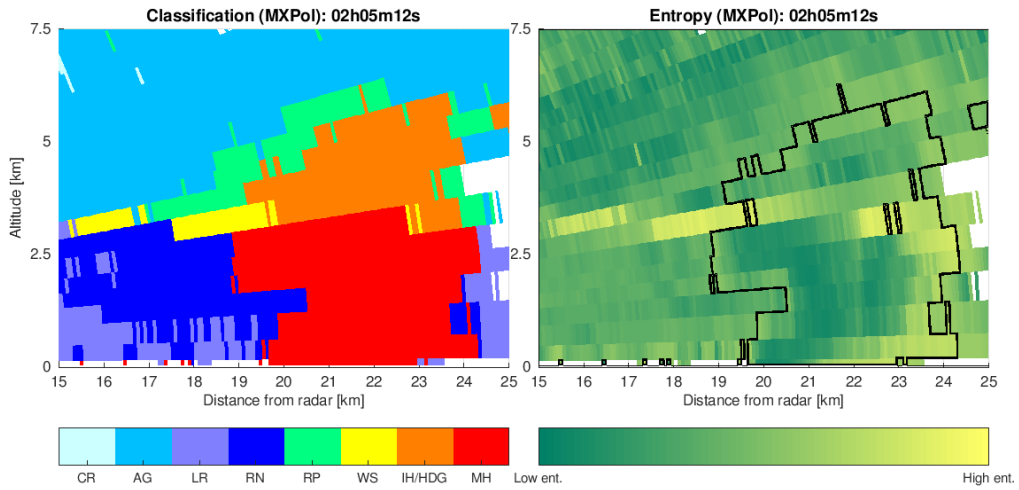 Classification (MXPol): 02h05m12s
Entropy (MXPol): 02h05m12s
7.5
5
2.5
0
Altitude [km]
15 16 17 18 19 20 21 22 23 24 25
Distance from radar [km]
7.5
5
2.5
0
15 16 17 18 19 20 21 22 23 24 25
Distance from radar [km]
CR AG LR RN RP WS IH/HDG MH
Low ent. High ent.